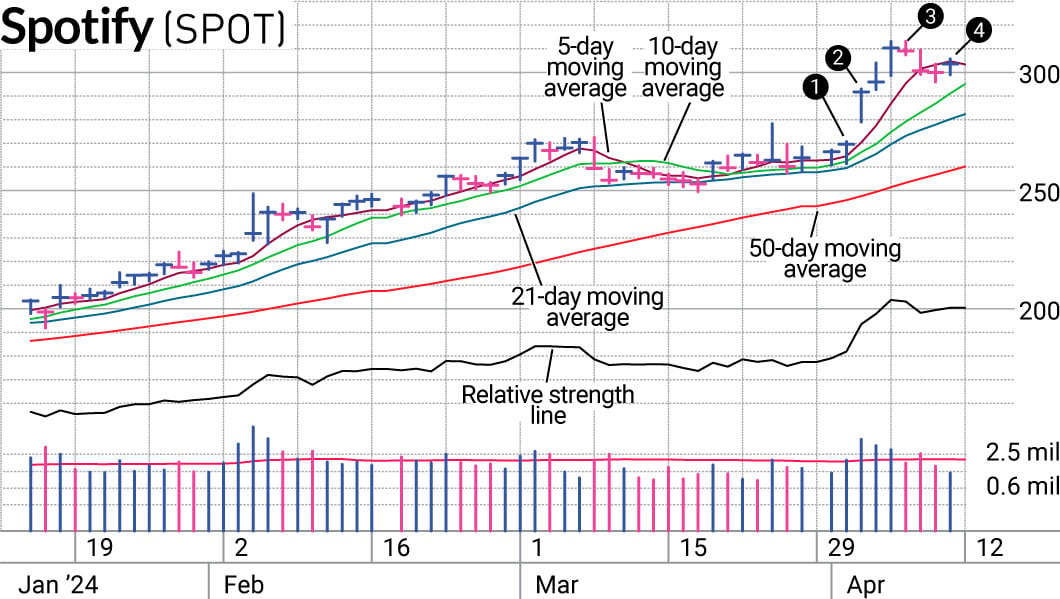 Spotify (SPOT)
5-day
moving
average
10-day
moving
average
1
2
3
4
300
250
200
50-day moving
average
21-day moving
average
Relative strength
line
2.5 mil
0.6 mil
19
2
16
1
15
29
12
Jan ’24
Feb
Mar
Apr